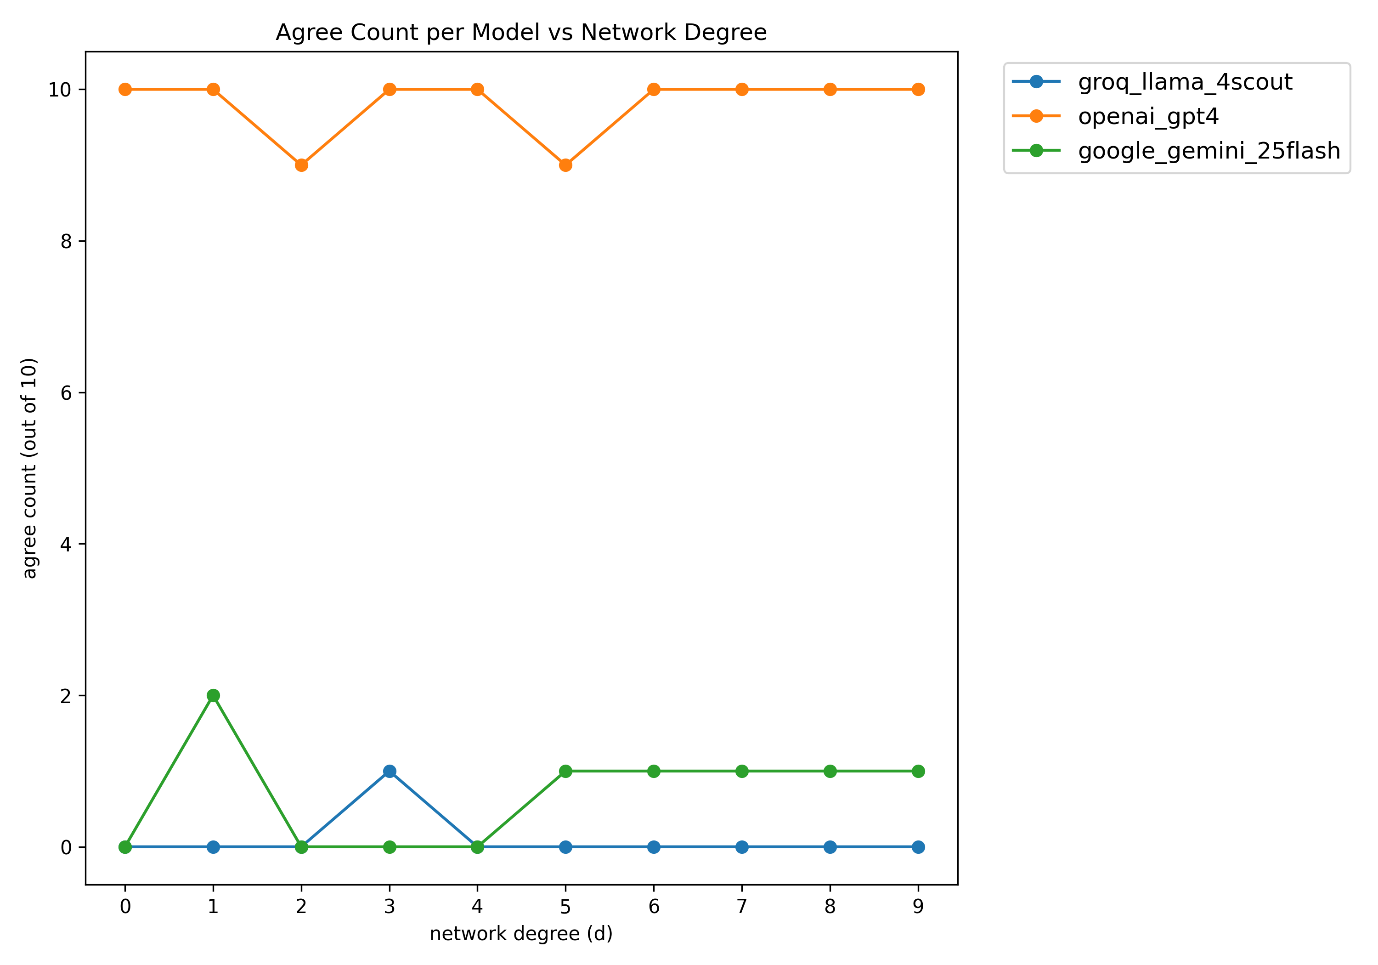 Agree Count per Model vs Network Degree
groq_llama_4scout
openai_gpt4
google_gemini_25flash
agree count (out of 10)
10
8
6
4
2
0
0 1 2 3 4 5 6 7 8 9
network degree (d)